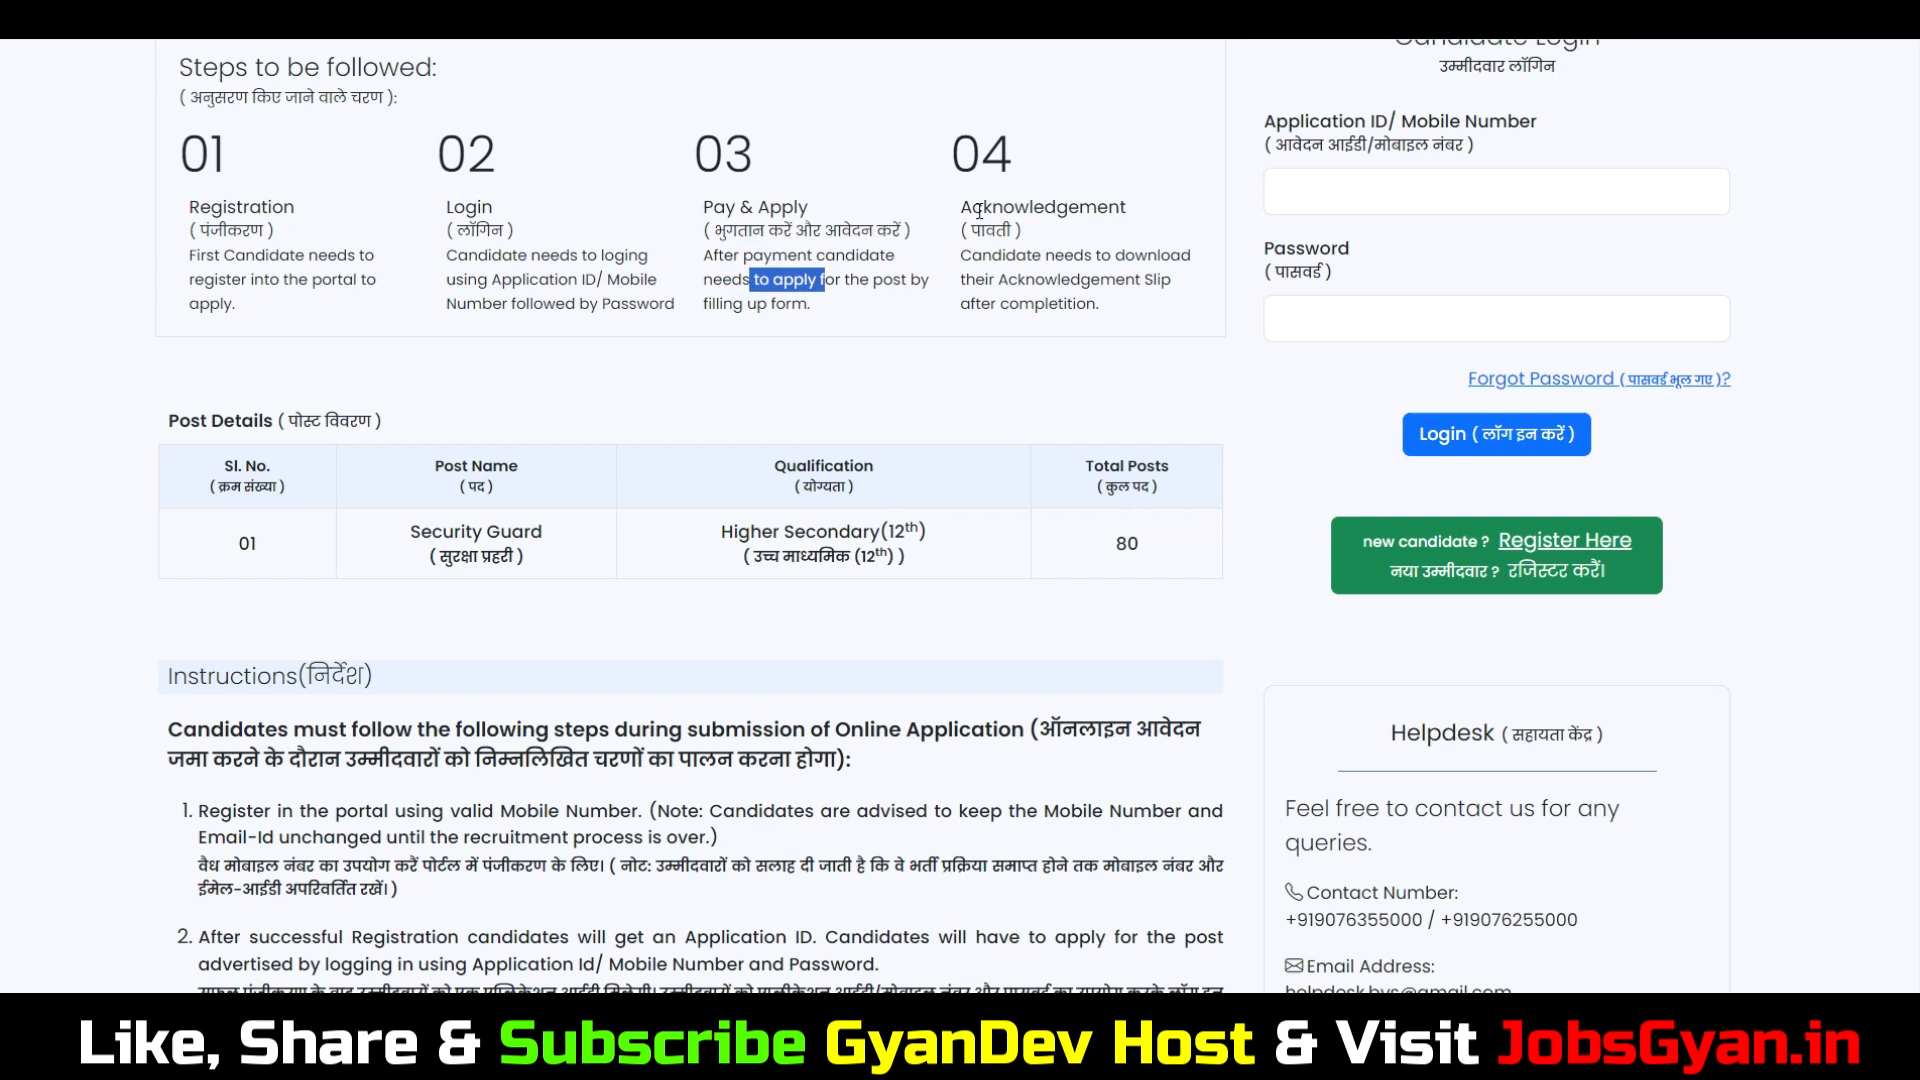 Steps to be followed:
( अनुसरण किए जाने वाले चरण ):
01
Registration
( पंजीकरण )
First Candidate needs to
register into the portal to
apply.
02
Login
( लॉगिन )
Candidate needs to loging
using Application ID/ Mobile
Number followed by Password
03
Pay & Apply
( भुगतान करें और आवेदन करें )
After payment candidate
needs to apply for the post by
filling up form.
04
Acknowledgement
( पावती )
Candidate needs to download
their Acknowledgement Slip
after completition.
Post Details ( पोस्ट विवरण )
Sl. No. Post Name Qualification Total Posts
( क्रम संख्या ) ( पद ) ( योग्यता ) ( कुल पद )
01 Security Guard Higher Secondary(12th) 80
( सुरक्षा प्रहरी ) ( उच्च माध्यमिक (12th) )
Instructions(निर्देश)
Candidates must follow the following steps during submission of Online Application (ऑनलाइन आवेदन
जमा करने के दौरान उम्मीदवारों को निम्नलिखित चरणों का पालन करना होगा):
1. Register in the portal using valid Mobile Number. (Note: Candidates are advised to keep the Mobile Number and
Email-Id unchanged until the recruitment process is over.)
वैध मोबाइल नंबर का उपयोग करें पोर्टल में पंजीकरण के लिए। ( नोट: उम्मीदवारों को सलाह दी जाती है कि वे भर्ती प्रक्रिया समाप्त होने तक मोबाइल नंबर और
ईमेल-आईडी अपरिवर्तित रखें। )
2. After successful Registration candidates will get an Application ID. Candidates will have to apply for the post
advertised by logging in using Application Id/ Mobile Number and Password.
Candidate Login
उम्मीदवार लॉगिन
Application ID/ Mobile Number
( आवेदन आईडी/मोबाइल नंबर )
Password
( पासवर्ड )
Forgot Password ( पासवर्ड भूल गए )?
Login ( लॉग इन करें )
new candidate ? Register Here
नया उम्मीदवार ? रजिस्टर करें।
Helpdesk ( सहायता केंद्र )
Feel free to contact us for any
queries.
Contact Number:
+919076355000 / +919076255000
Email Address:
Like, Share & Subscribe GyanDev Host & Visit JobsGyan.in